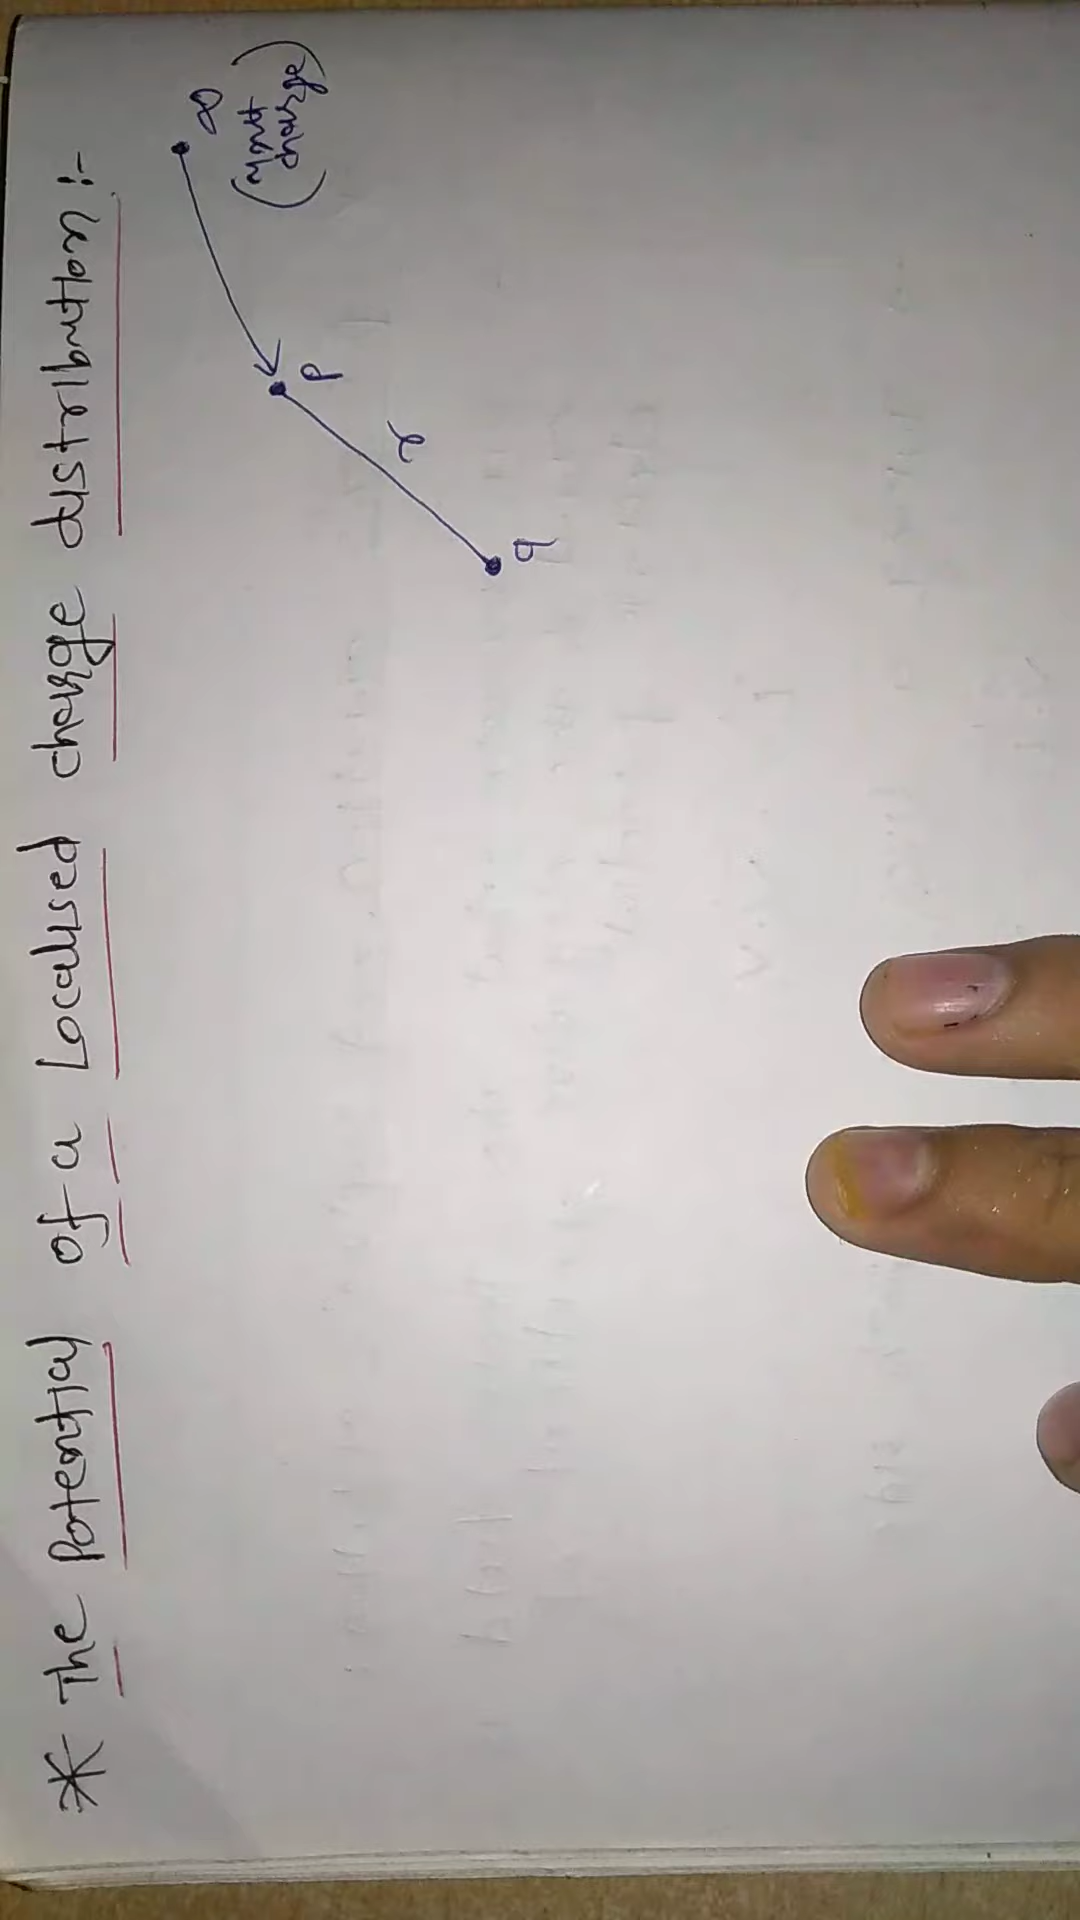 * The Potential of a Localised charge distribution :-
∞
(unit
charge)
P
r
q